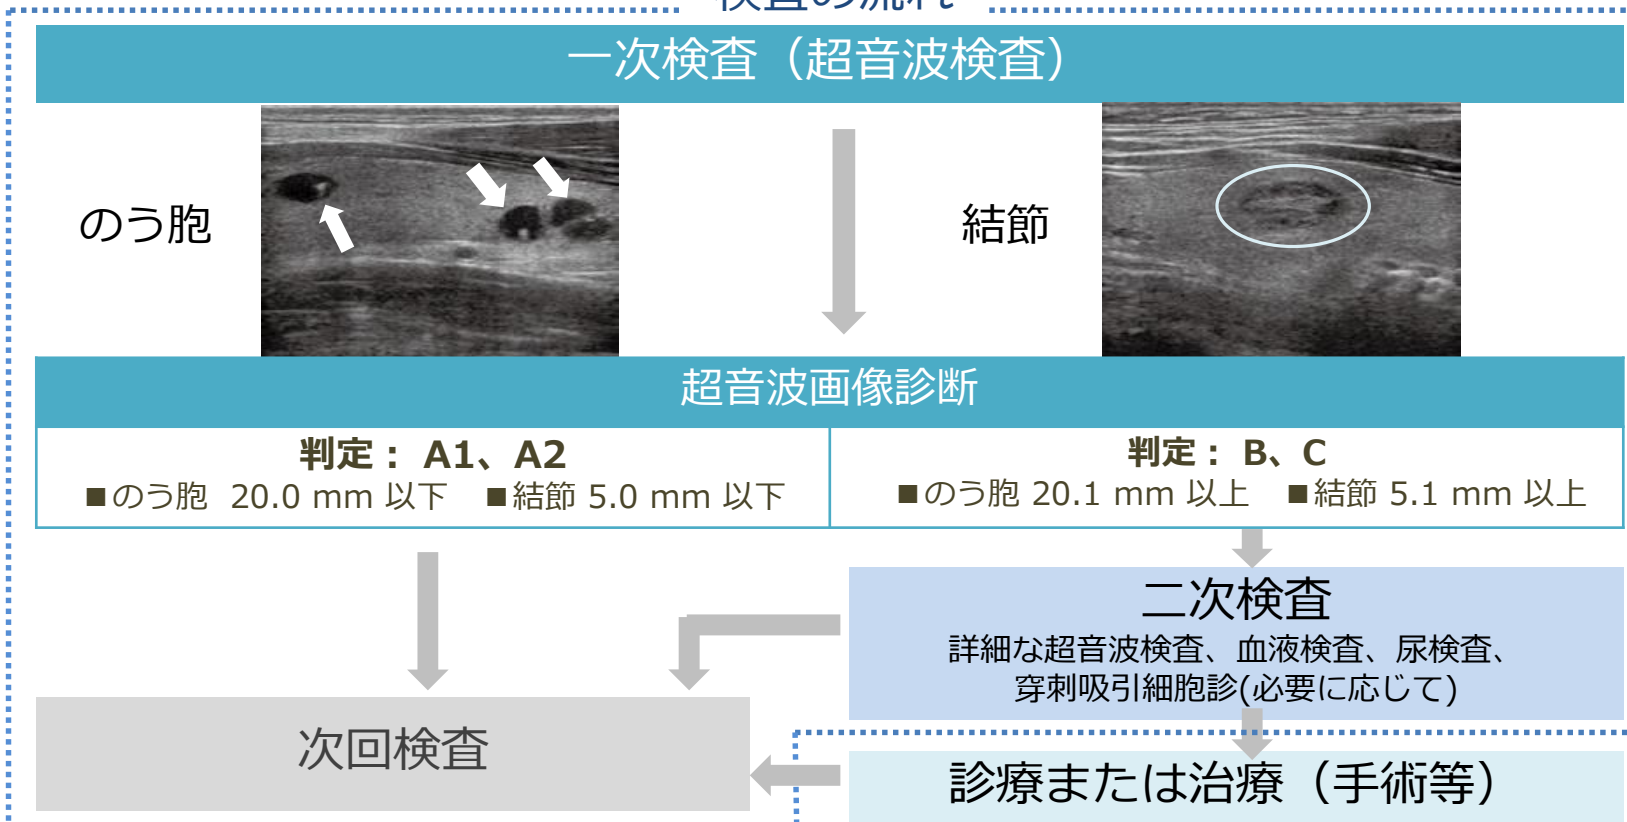 検査の流れ
一次検査（超音波検査）
のう胞
結節
超音波画像診断
判定： A1、A2
■のう胞 20.0 mm 以下 ■結節 5.0 mm 以下
判定： B、C
■のう胞 20.1 mm 以上 ■結節 5.1 mm 以上
二次検査
詳細な超音波検査、血液検査、尿検査、
穿刺吸引細胞診(必要に応じて)
次回検査
診療または治療（手術等）